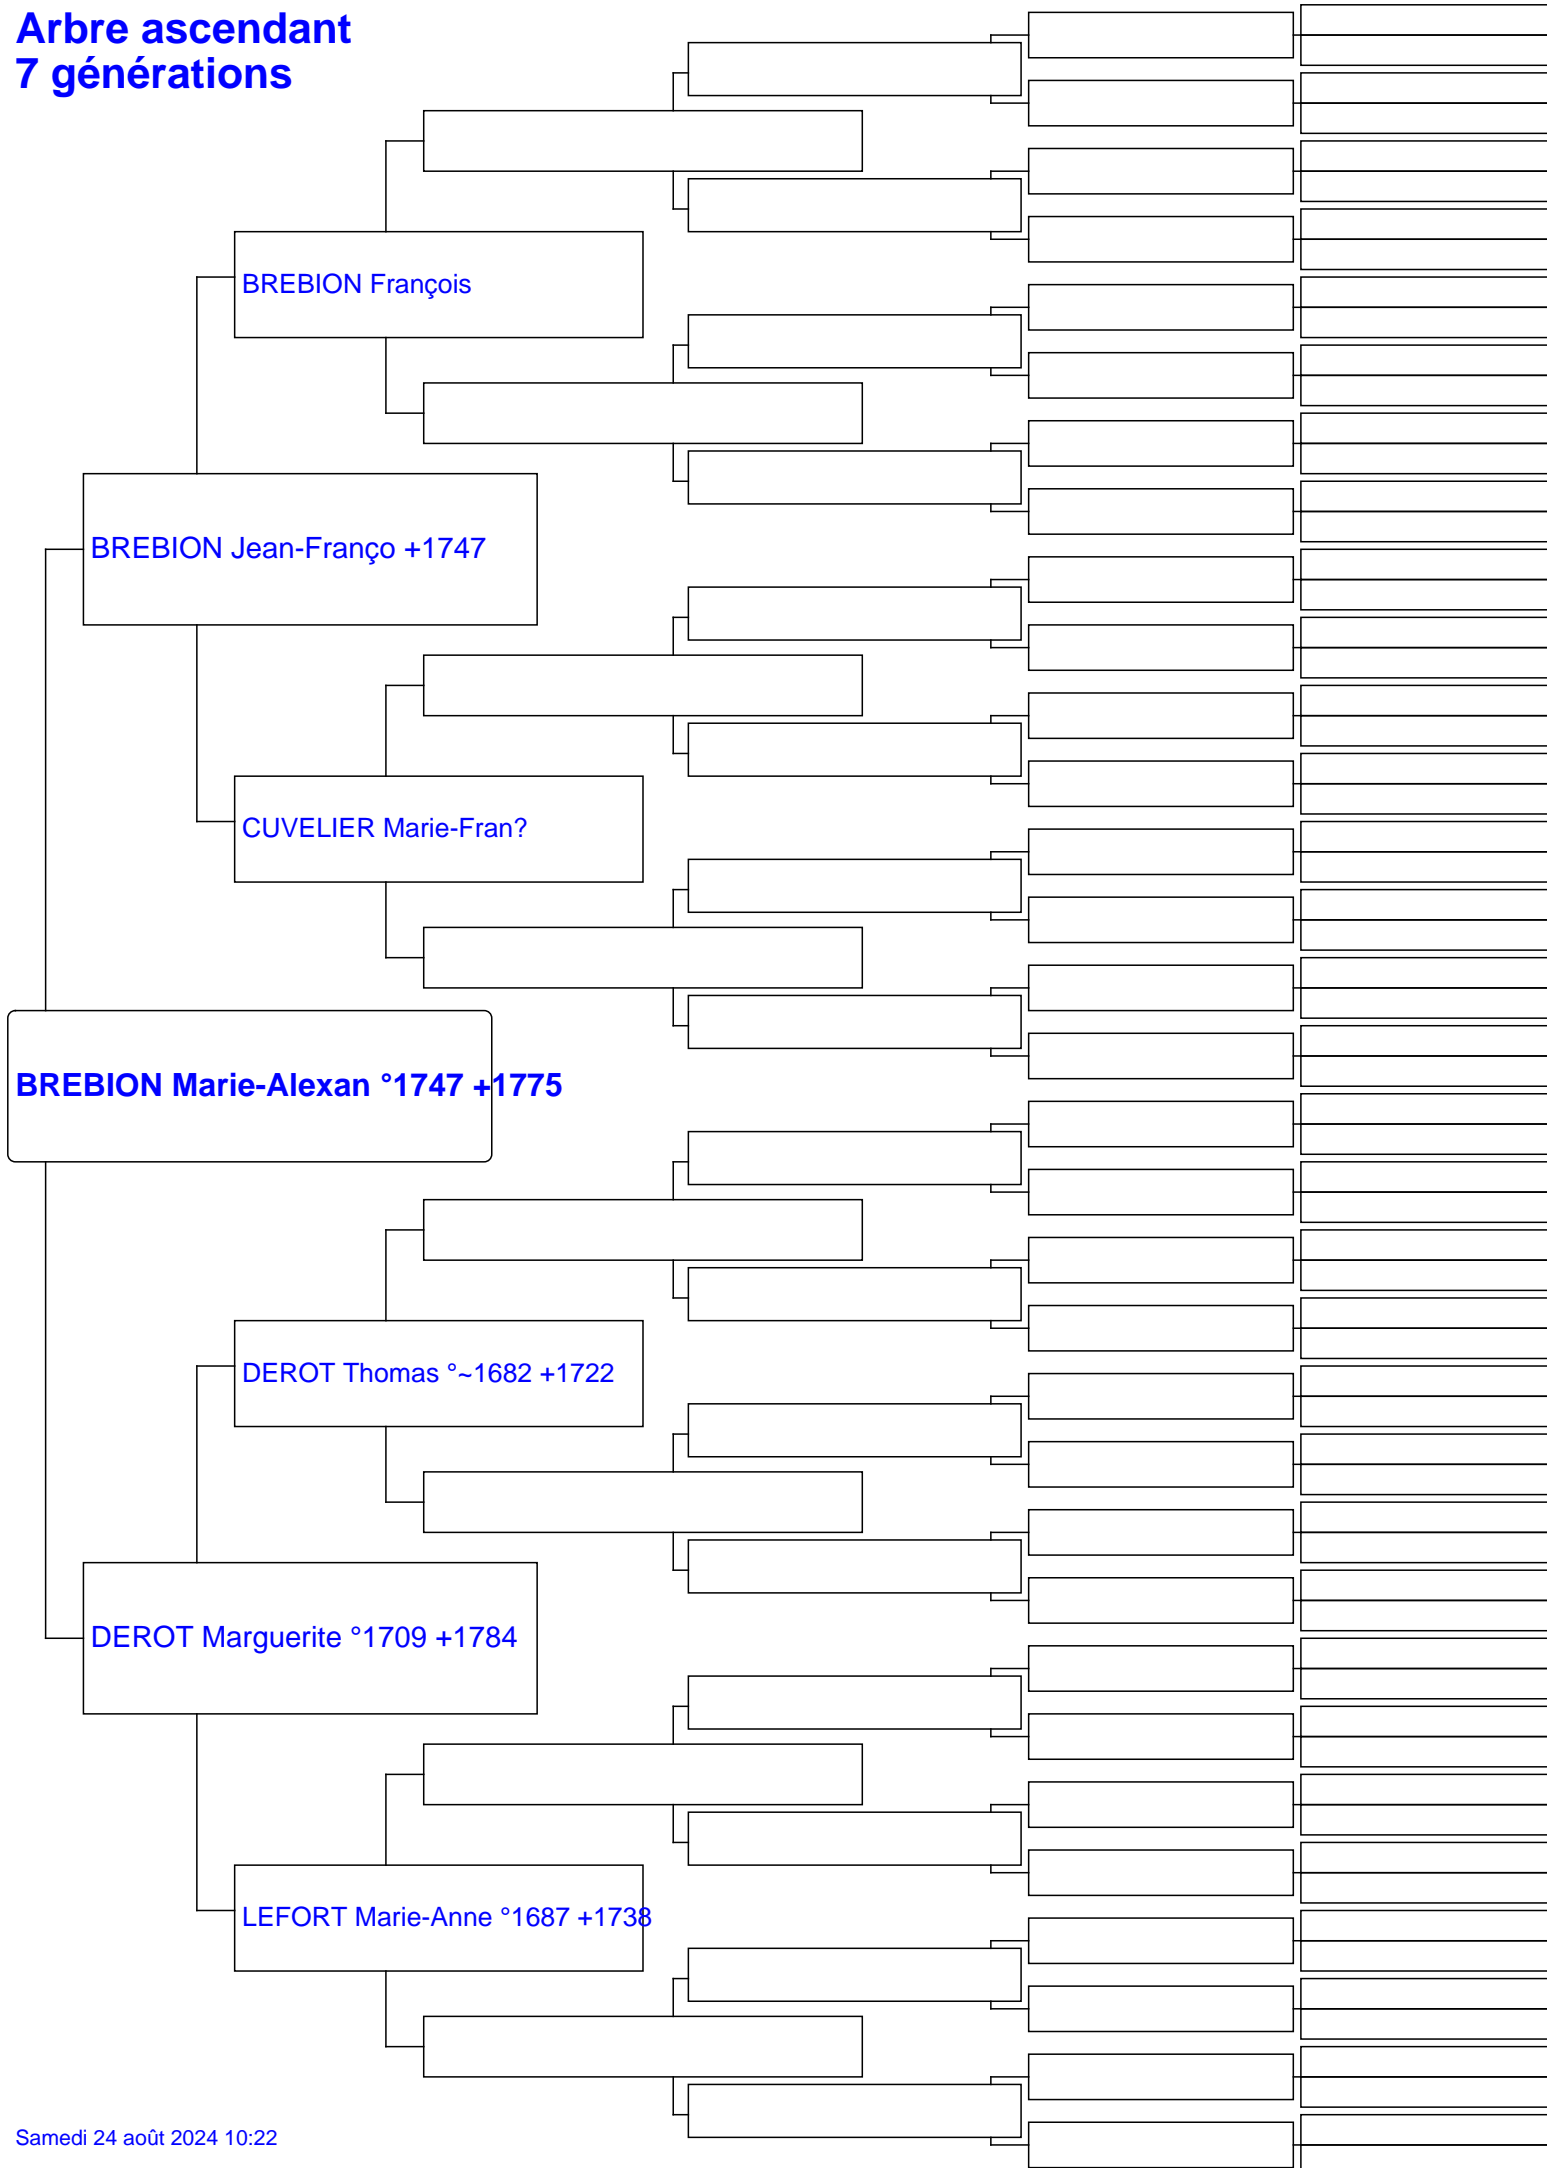 Arbre ascendant
7 générations
BREBION François
BREBION Jean-Franço +1747
CUVELIER Marie-Fran?
BREBION Marie-Alexan °1747 +1775
DEROT Thomas °~1682 +1722
DEROT Marguerite °1709 +1784
LEFORT Marie-Anne °1687 +1738
Samedi 24 août 2024 10:22